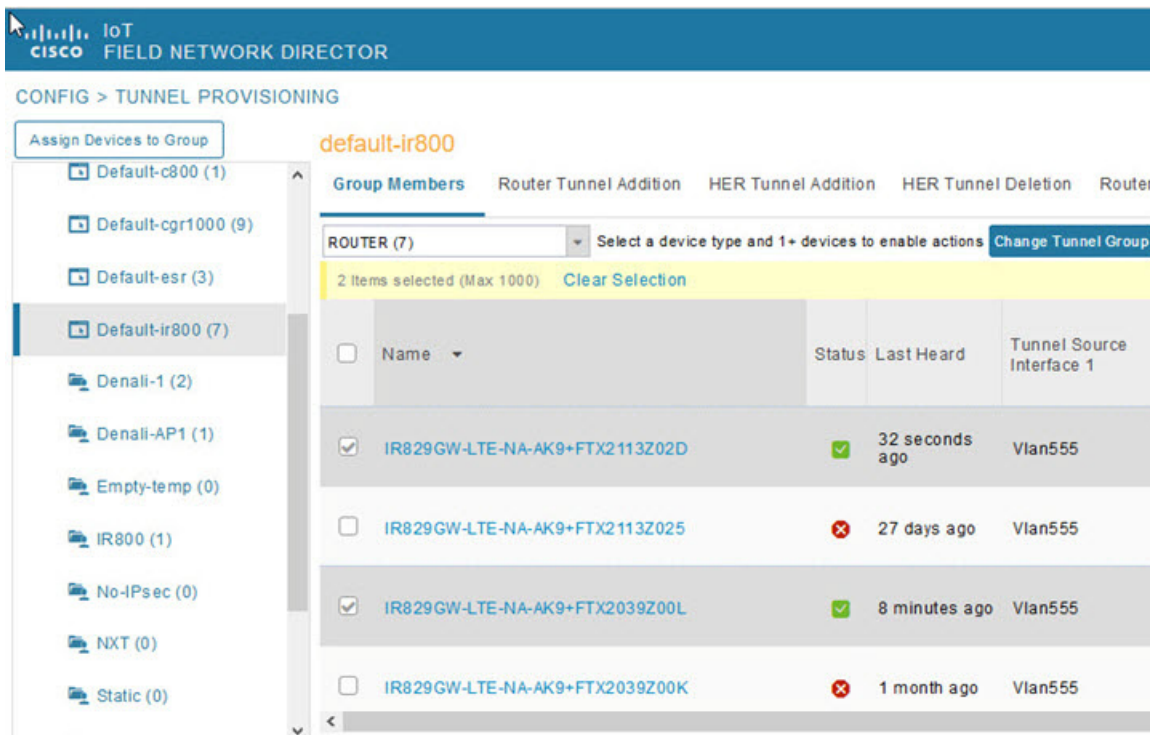 IoT
CISCO FIELD NETWORK DIRECTOR
CONFIG > TUNNEL PROVISIONING
Assign Devices to Group
Default-c800 (1)
Default-cgr1000 (9)
Default-esr (3)
Default-ir800 (7)
Denali-1 (2)
Denali-AP1 (1)
Empty-temp (0)
IR800 (1)
No-IPsec (0)
NXT (0)
Static (0)
default-ir800
Group Members Router Tunnel Addition HER Tunnel Addition HER Tunnel Deletion Router
ROUTER (7) Select a device type and 1+ devices to enable actions Change Tunnel Group
2 Items selected (Max 1000) Clear Selection
Name Status Last Heard Tunnel Source
Interface 1
IR829GW-LTE-NA-AK9+FTX2113Z02D 32 seconds
ago Vlan555
IR829GW-LTE-NA-AK9+FTX2113Z025 27 days ago Vlan555
IR829GW-LTE-NA-AK9+FTX2039Z00L 8 minutes ago Vlan555
IR829GW-LTE-NA-AK9+FTX2039Z00K 1 month ago Vlan555